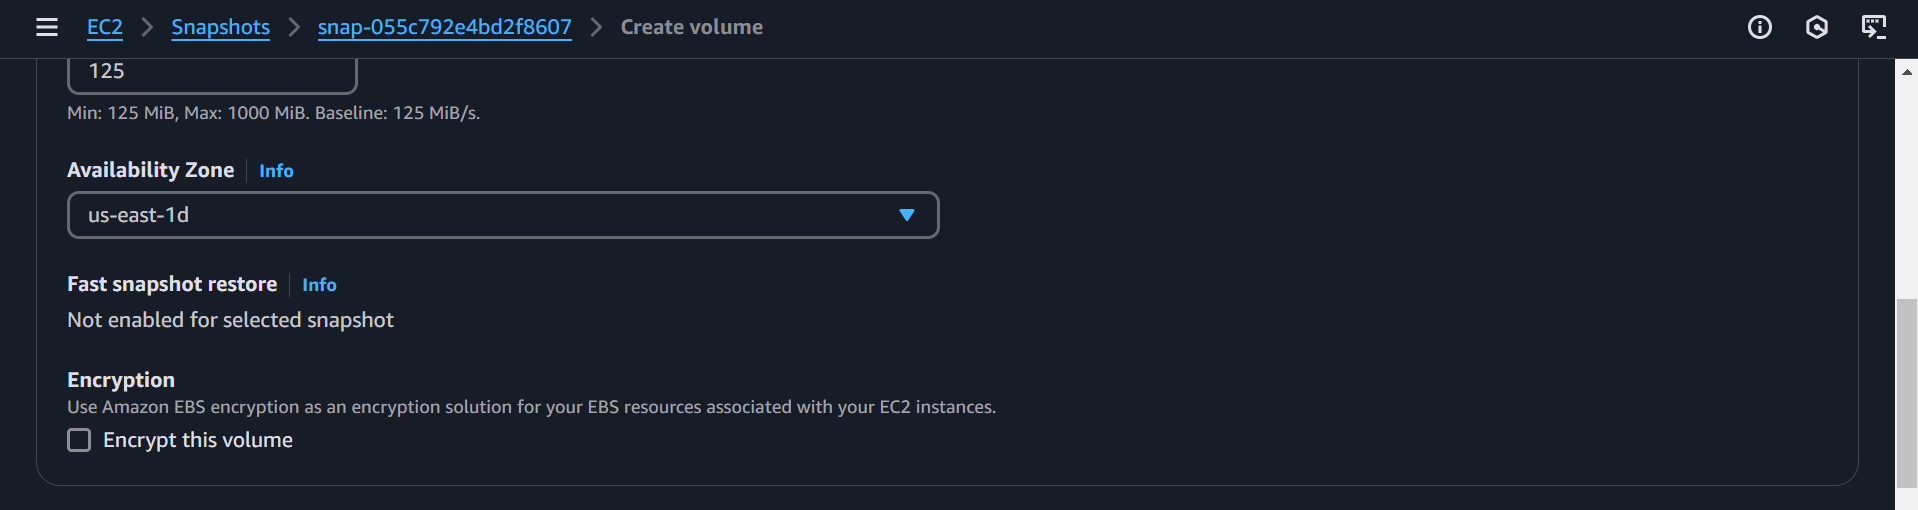 EC2 > Snapshots > snap-055c792e4bd2f8607 > Create volume
125
Min: 125 MiB, Max: 1000 MiB. Baseline: 125 MiB/s.
Availability Zone | Info
us-east-1d
Fast snapshot restore | Info
Not enabled for selected snapshot
Encryption
Use Amazon EBS encryption as an encryption solution for your EBS resources associated with your EC2 instances.
Encrypt this volume